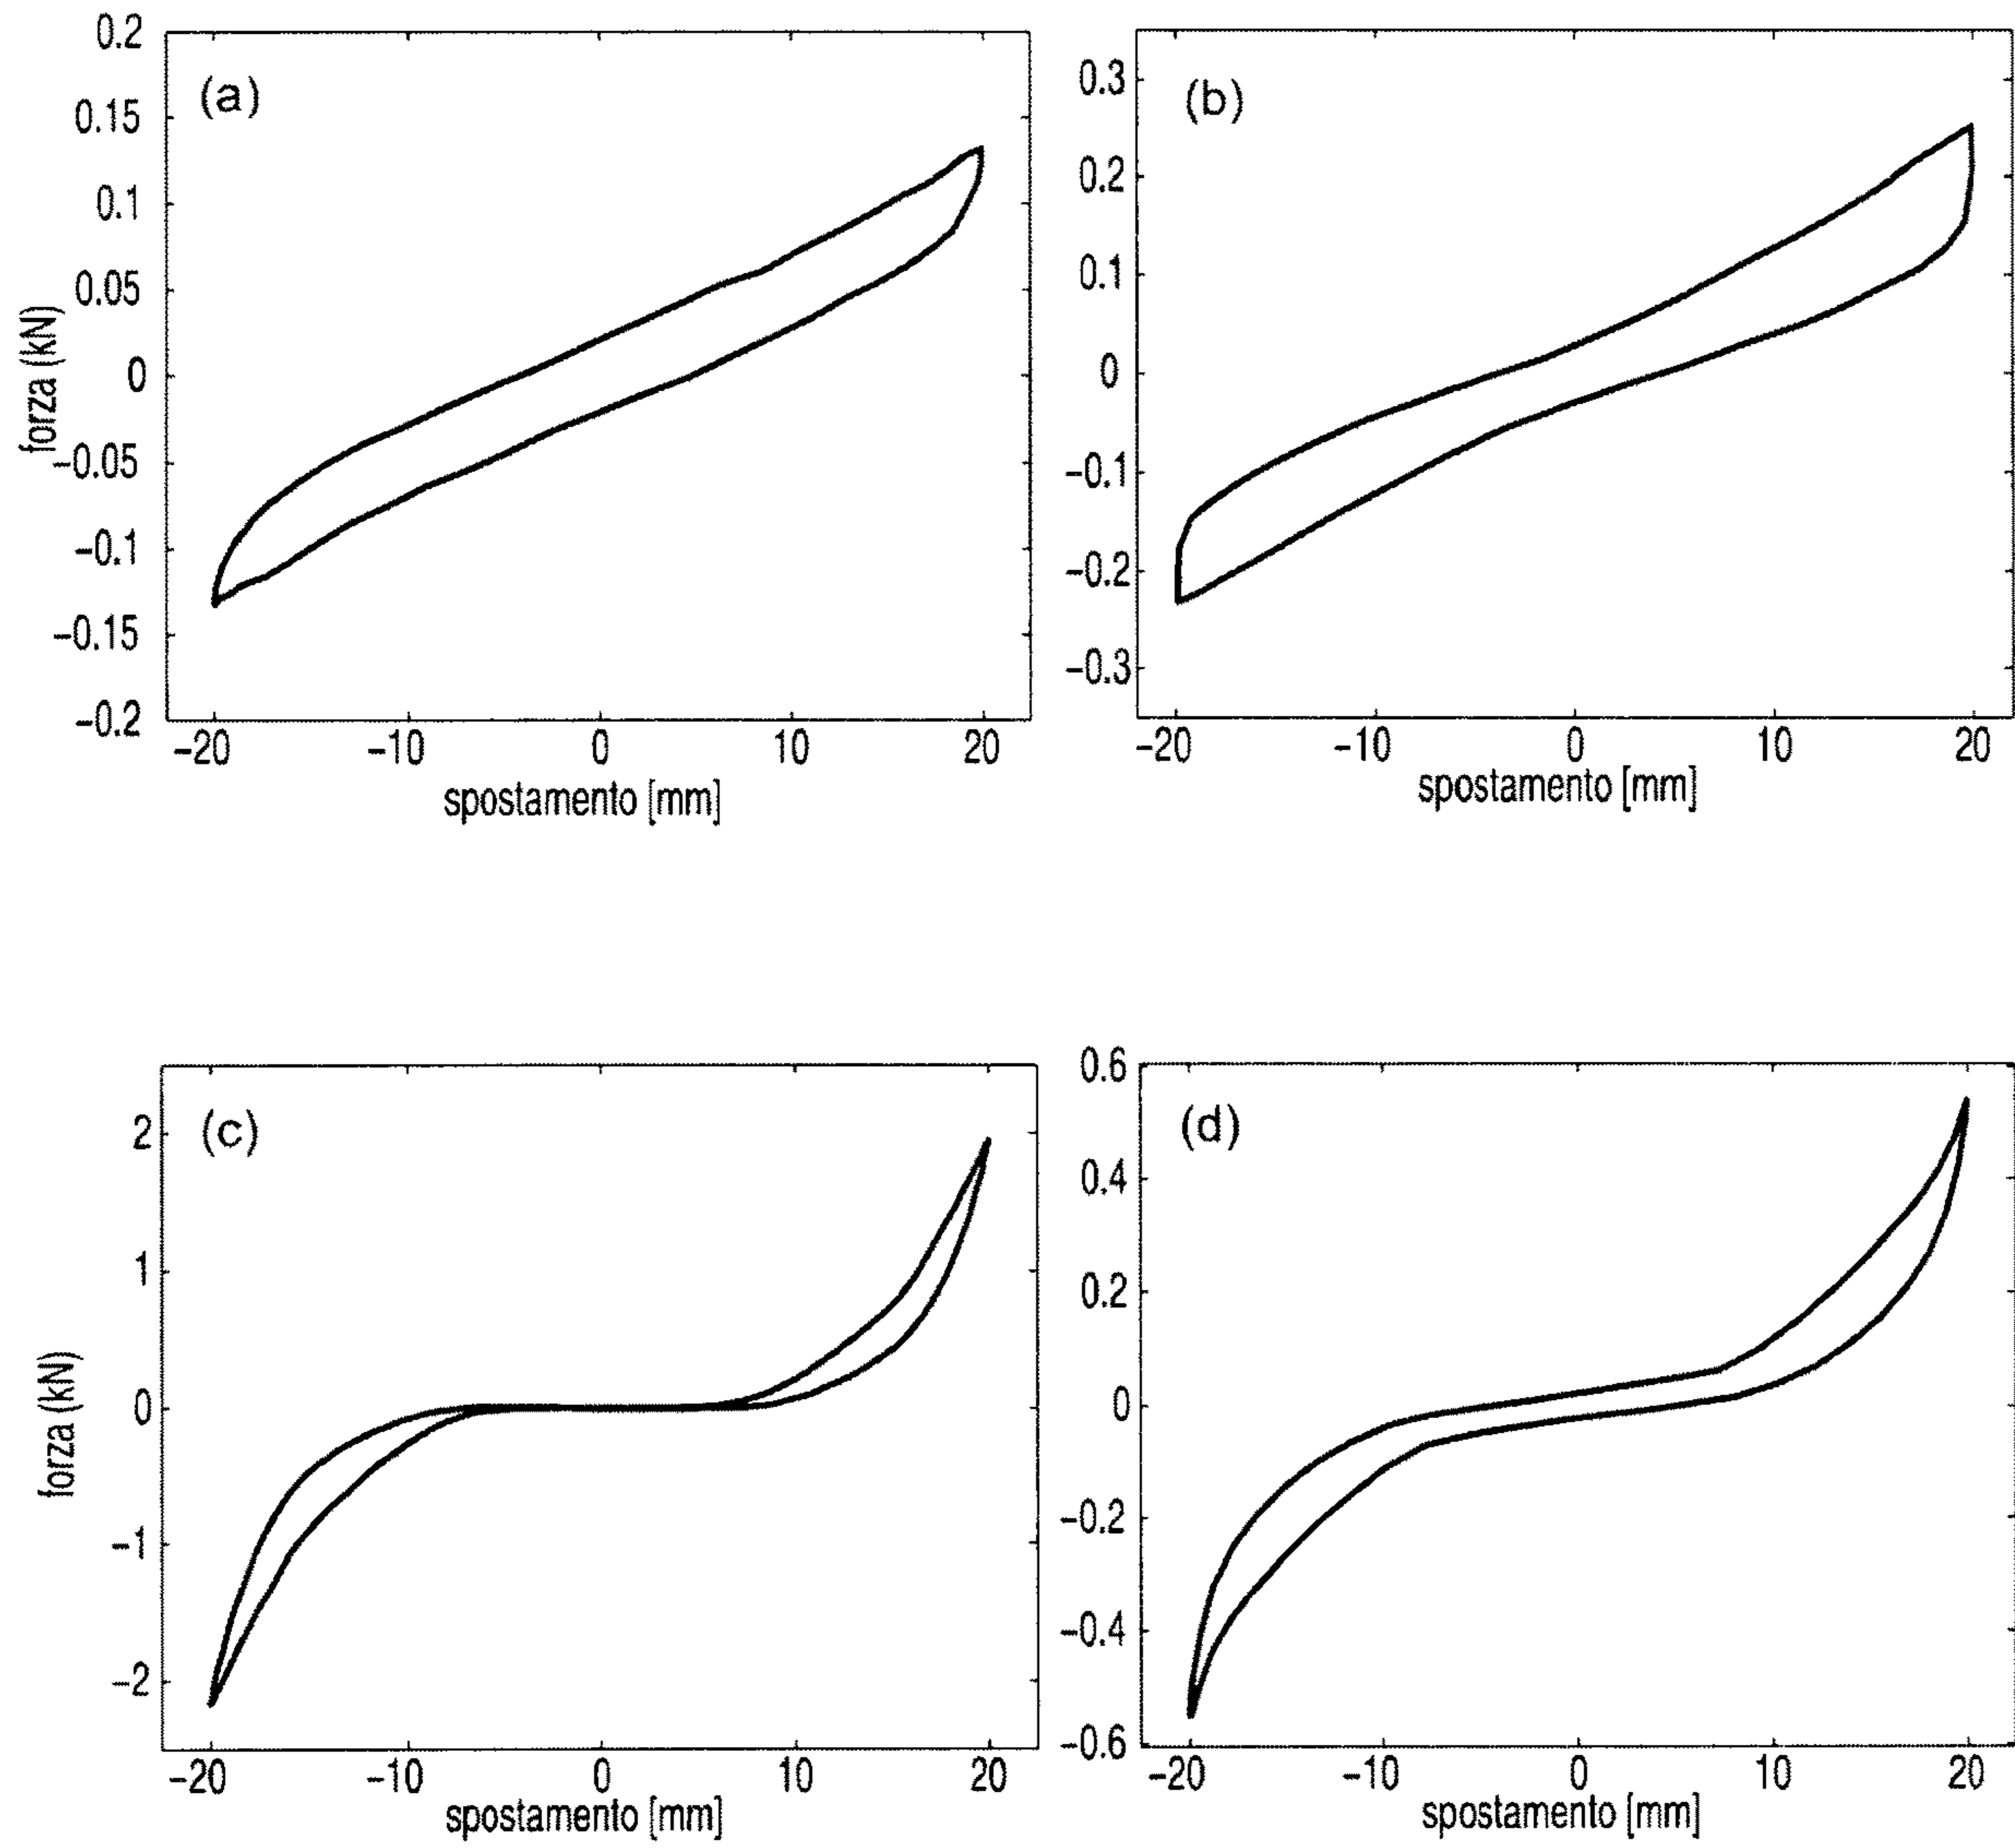 (a)
0.2
0.15
0.1
0.05
0
-0.05
-0.1
-0.15
-0.2
forza (kN)
-20 -10 0 10 20
spostamento [mm]
(b)
0.3
0.2
0.1
0
-0.1
-0.2
-0.3
-20 -10 0 10 20
spostamento [mm]
(c)
2
1
0
-1
-2
forza (kN)
-20 -10 0 10 20
spostamento [mm]
(d)
0.6
0.4
0.2
0
-0.2
-0.4
-0.6
-20 -10 0 10 20
spostamento [mm]